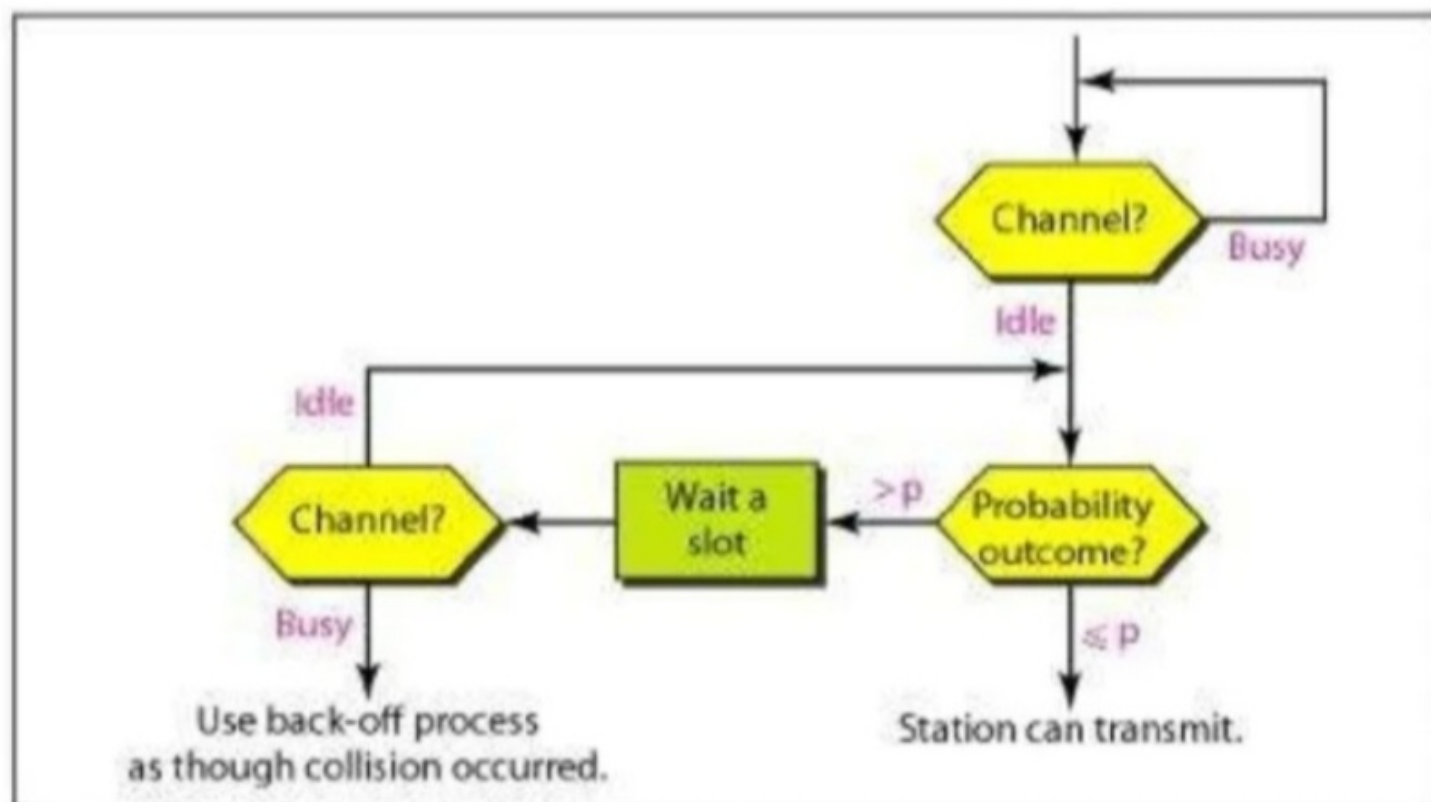 Channel?
Busy
Idle
Idle
Channel?
Wait a
slot
> p
Probability
outcome?
Busy
⩽ p
Use back-off process
as though collision occurred.
Station can transmit.